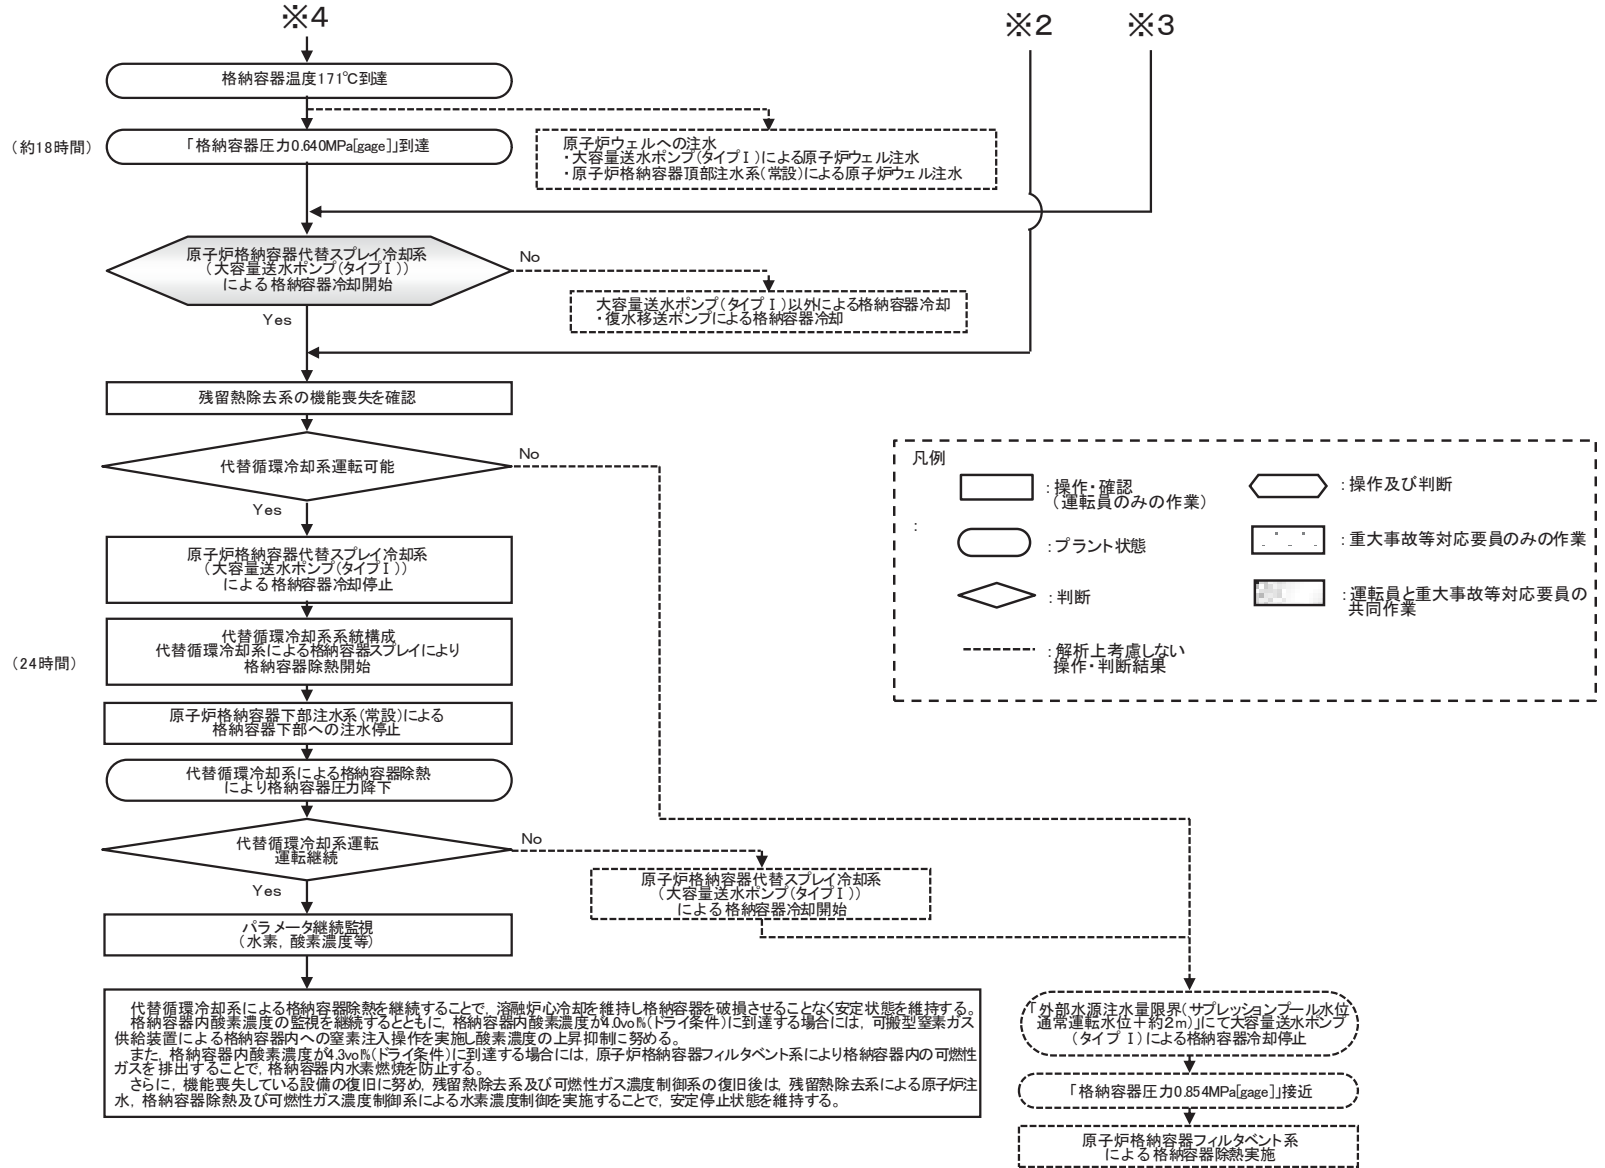 ※4
※2
※3
格納容器温度171℃到達
(約18時間)
「格納容器圧力0.640MPa[gage]」到達
原子炉ウェルへの注水
・大容量送水ポンプ(タイプⅠ)による原子炉ウェル注水
・原子炉格納容器頂部注水系(常設)による原子炉ウェル注水
原子炉格納容器代替スプレイ冷却系
(大容量送水ポンプ(タイプⅠ))
による格納容器冷却開始
No
Yes
大容量送水ポンプ(タイプⅠ)以外による格納容器冷却
・復水移送ポンプによる格納容器冷却
残留熱除去系の機能喪失を確認
代替循環冷却系運転可能
No
Yes
凡例
:操作・確認
(運転員のみの作業)
:操作及び判断
:
:プラント状態
:重大事故等対応要員のみの作業
:判断
:運転員と重大事故等対応要員の
共同作業
:解析上考慮しない
操作・判断結果
原子炉格納容器代替スプレイ冷却系
(大容量送水ポンプ(タイプⅠ))
による格納容器冷却停止
(24時間)
代替循環冷却系系統構成
代替循環冷却系による格納容器スプレイにより
格納容器除熱開始
原子炉格納容器下部注水系(常設)による
格納容器下部への注水停止
代替循環冷却系による格納容器除熱
により格納容器圧力降下
代替循環冷却系運転
運転継続
No
Yes
原子炉格納容器代替スプレイ冷却系
(大容量送水ポンプ(タイプⅠ))
による格納容器冷却開始
パラメータ継続監視
(水素,酸素濃度等)
代替循環冷却系による格納容器除熱を継続することで,溶融炉心冷却を維持し格納容器を破損させることなく安定状態を維持する。
格納容器内酸素濃度の監視を継続するとともに,格納容器内酸素濃度が4.0vol%(ドライ条件)に到達する場合には,可搬型窒素ガス
供給装置による格納容器内への窒素注入操作を実施し酸素濃度の上昇抑制に努める。
また,格納容器内酸素濃度が4.3vol%(ドライ条件)に到達する場合には,原子炉格納容器フィルタベント系により格納容器内の可燃性
ガスを排出することで,格納容器内水素燃焼を防止する。
さらに,機能喪失している設備の復旧に努め,残留熱除去系及び可燃性ガス濃度制御系の復旧後は,残留熱除去系による原子炉注
水,格納容器除熱及び可燃性ガス濃度制御系による水素濃度制御を実施することで,安定停止状態を維持する。
「外部水源注水量限界(サプレッションプール水位
通常運転水位+約2m)」にて大容量送水ポンプ
(タイプⅠ)による格納容器冷却停止
「格納容器圧力0.854MPa[gage]」接近
原子炉格納容器フィルタベント系
による格納容器除熱実施